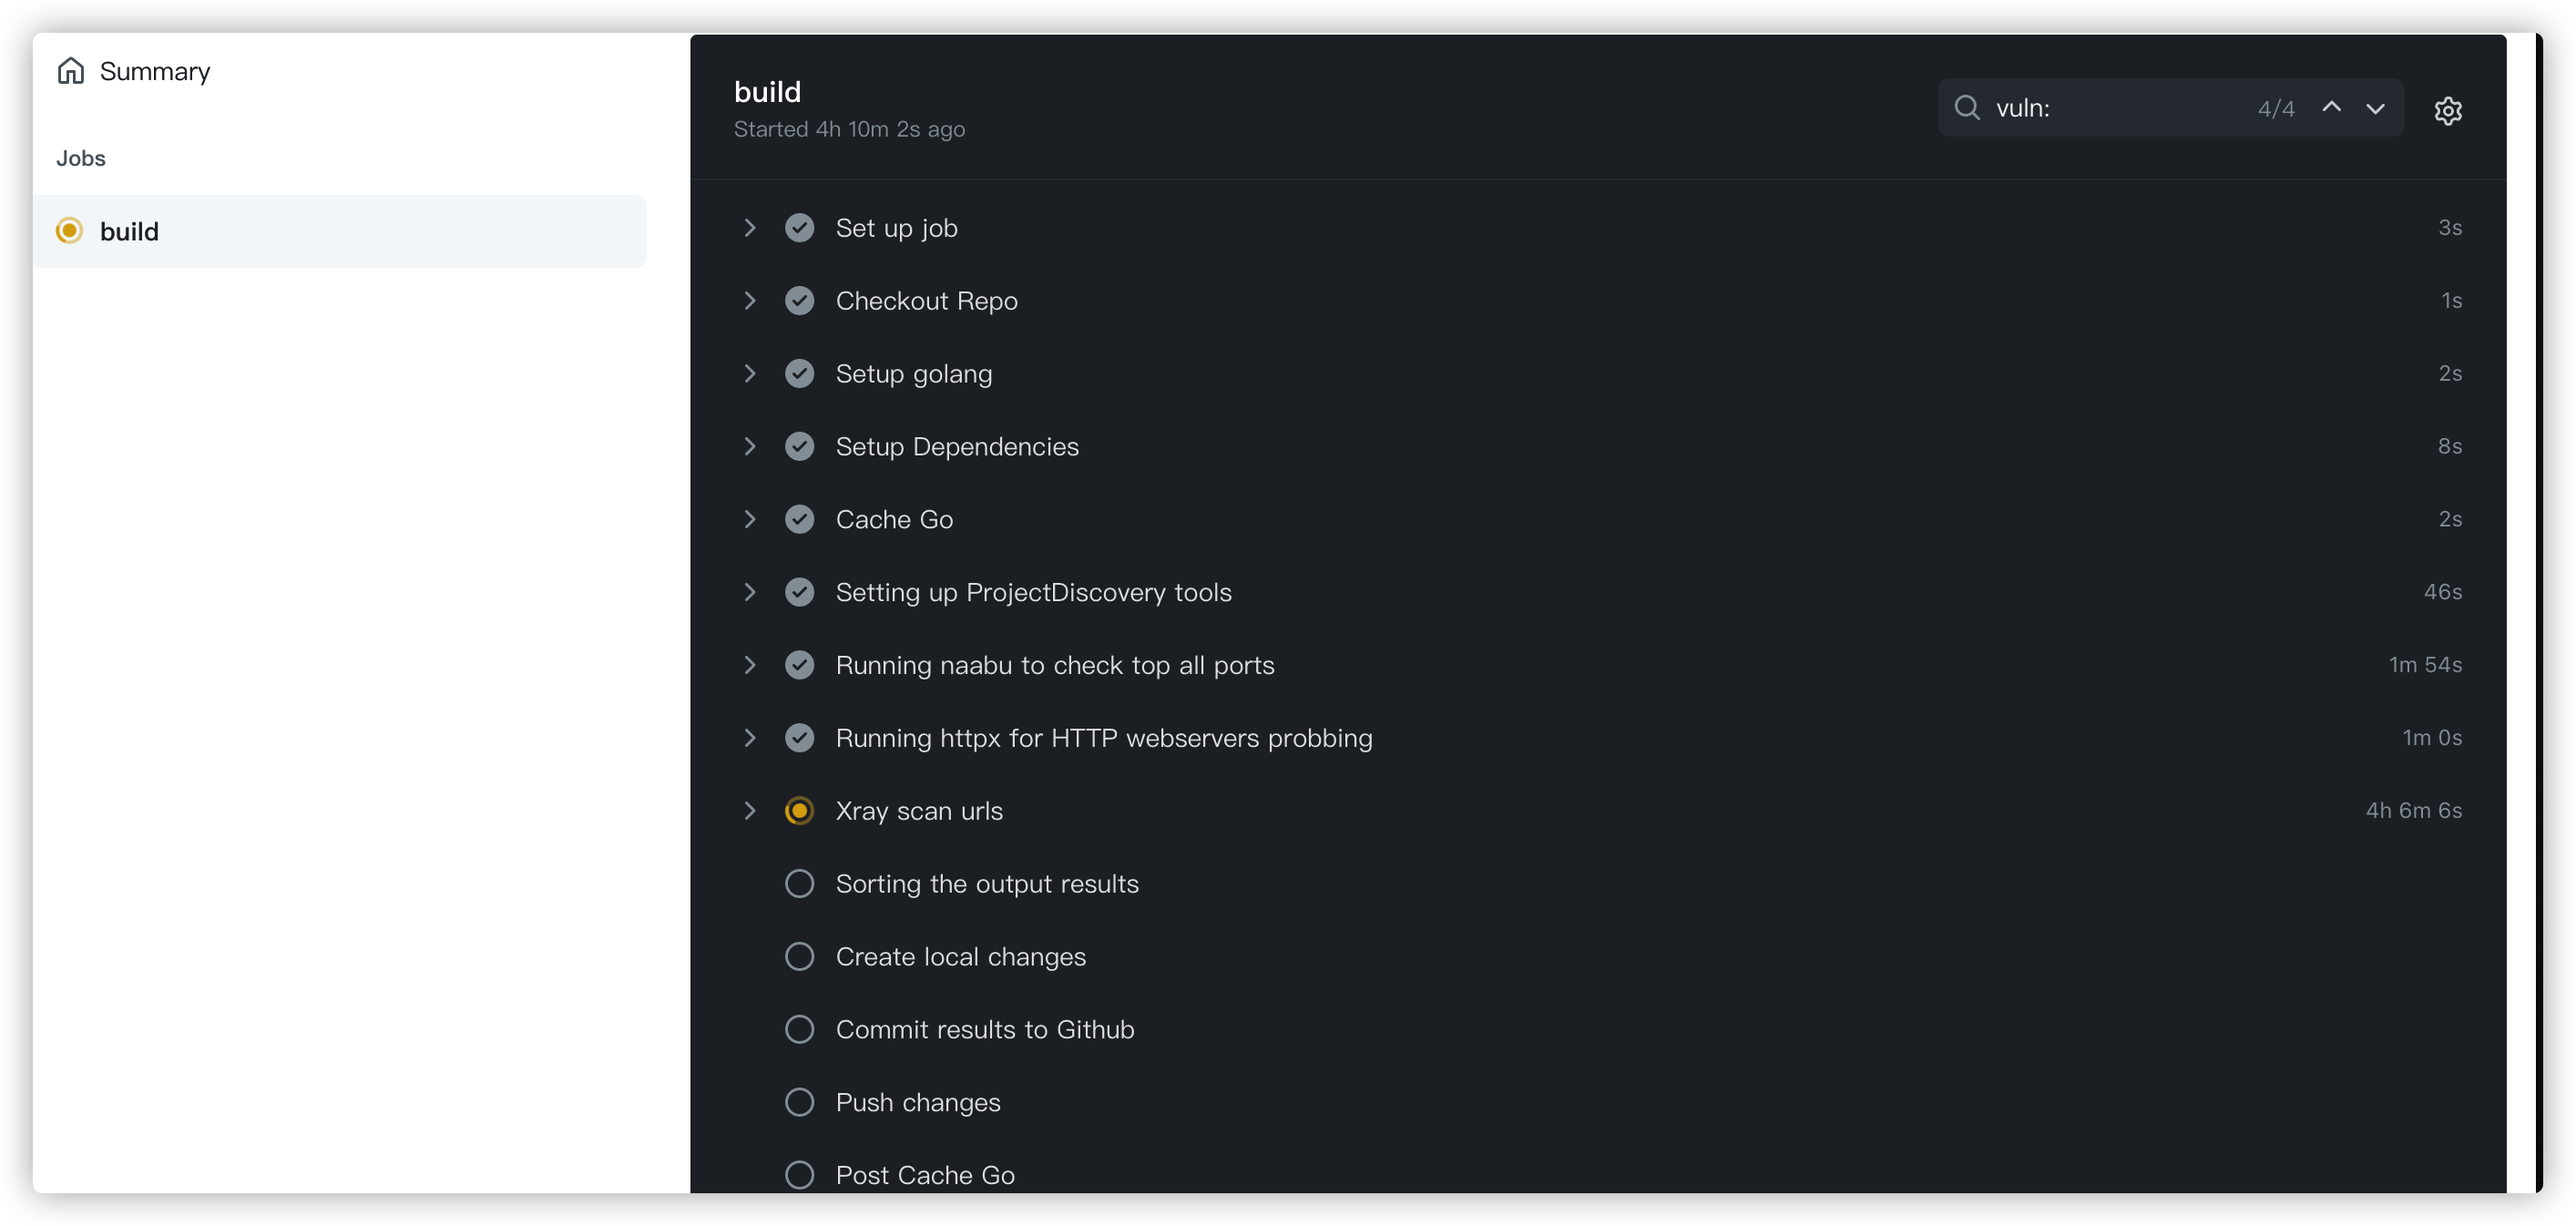 Summary
Jobs
build
build
Started 4h 10m 2s ago
vuln: 4/4
Set up job 3s
Checkout Repo 1s
Setup golang 2s
Setup Dependencies 8s
Cache Go 2s
Setting up ProjectDiscovery tools 46s
Running naabu to check top all ports 1m 54s
Running httpx for HTTP webservers probbing 1m 0s
Xray scan urls 4h 6m 6s
Sorting the output results
Create local changes
Commit results to Github
Push changes
Post Cache Go